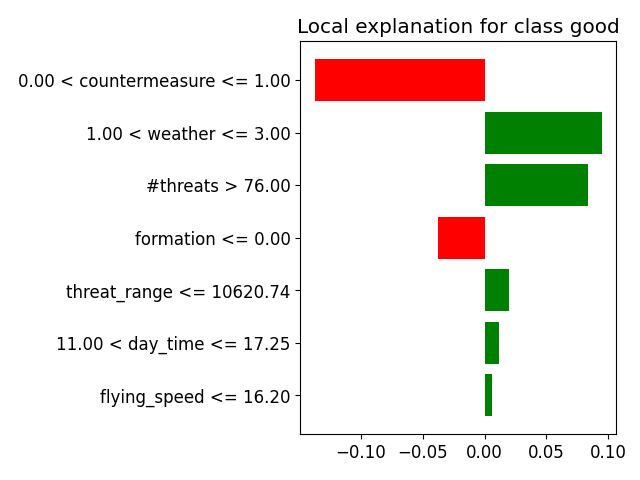 Local explanation for class good
0.00 < countermeasure <= 1.00
1.00 < weather <= 3.00
#threats > 76.00
formation <= 0.00
threat_range <= 10620.74
11.00 < day_time <= 17.25
flying_speed <= 16.20
−0.10 −0.05 0.00 0.05 0.10